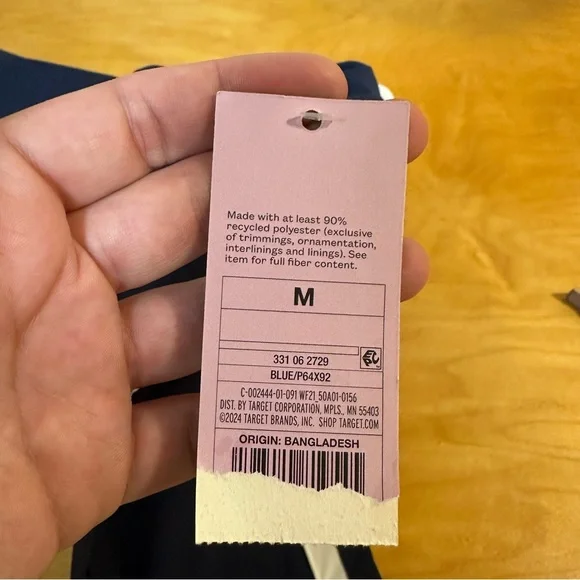 Made with at least 90%
recycled polyester (exclusive
of trimmings, ornamentation,
interlinings and linings). See
item for full fiber content.
M
331 06 2729
BLUE/P64X92
C-002444-01-091 WF21_50A01-0156
DIST. BY TARGET CORPORATION, MPLS., MN 55403
©2024 TARGET BRANDS, INC. SHOP TARGET.COM
ORIGIN: BANGLADESH